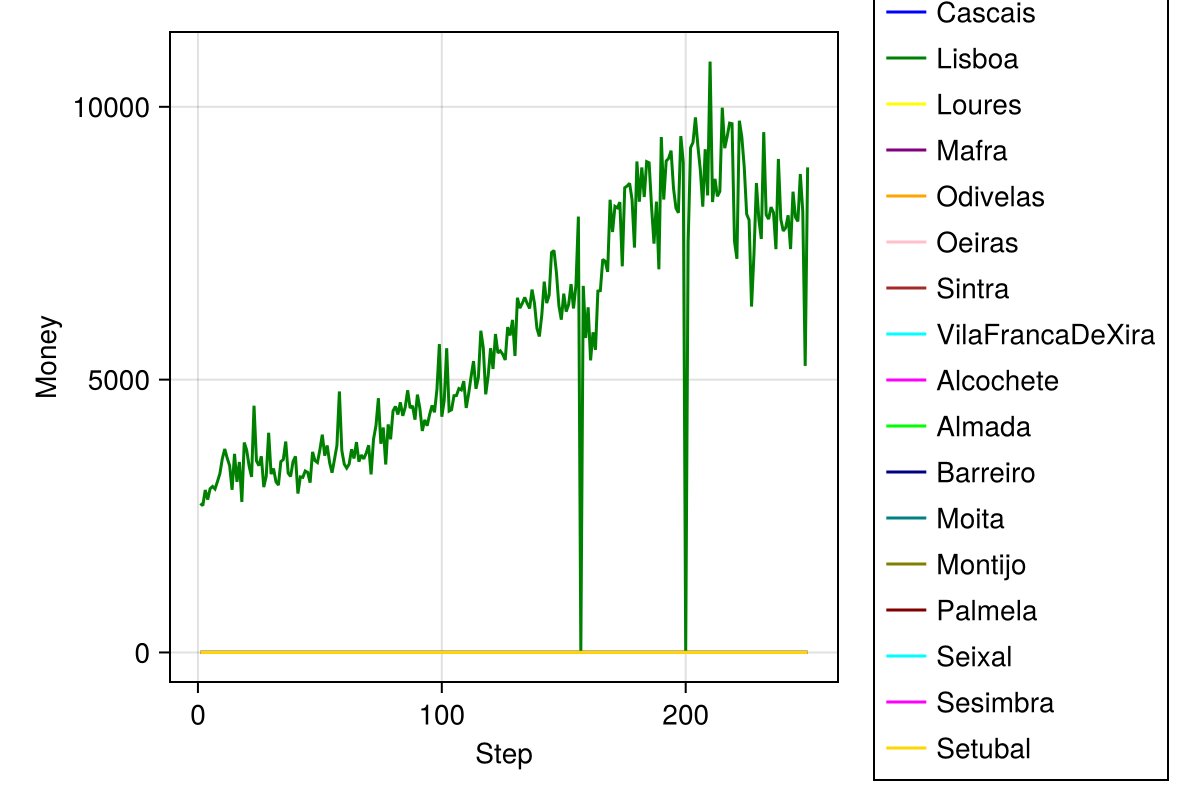 10000
5000
0
Money
0
100
200
Step
Cascais
Lisboa
Loures
Mafra
Odivelas
Oeiras
Sintra
VilaFrancaDeXira
Alcochete
Almada
Barreiro
Moita
Montijo
Palmela
Seixal
Sesimbra
Setubal